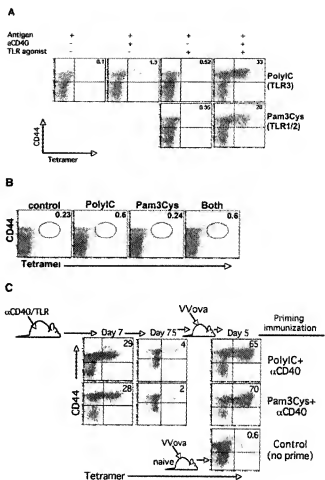 A
Antigen + + + +
αCD40 - + - +
TLR agonist - - + +
0.1 1.3 0.52 33
PolyIC
(TLR3)
0.35 20
Pam3Cys
(TLR1/2)
CD44
Tetramer
B
control PolyIC Pam3Cys Both
0.23 0.6 0.24 0.6
CD44
Tetramer
C
αCD40/TLR
VVova
Priming
immunization
Day 7 Day 75 Day 5
29 4 65
PolyIC+
αCD40
28 2 70
Pam3Cys+
αCD40
CD44
VVova
naive
0.6
Control
(no prime)
Tetramer